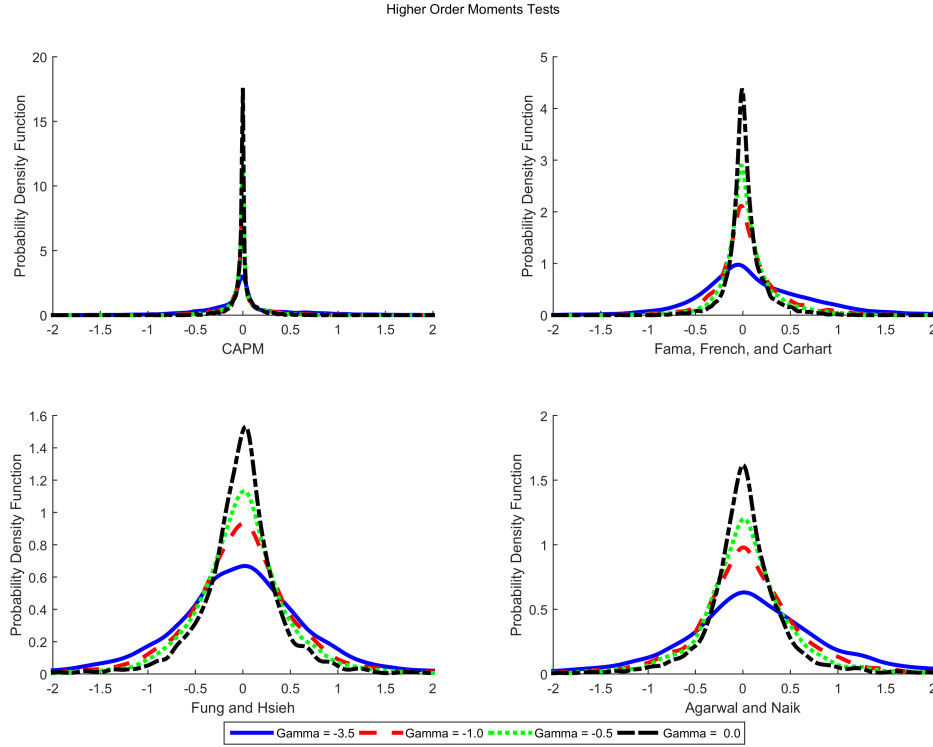 Higher Order Moments Tests
Probability Density Function
20
15
10
5
0
-2 -1.5 -1 -0.5 0 0.5 1 1.5 2
CAPM
Probability Density Function
5
4
3
2
1
0
-2 -1.5 -1 -0.5 0 0.5 1 1.5 2
Fama, French, and Carhart
Probability Density Function
1.6
1.4
1.2
1
0.8
0.6
0.4
0.2
0
-2 -1.5 -1 -0.5 0 0.5 1 1.5 2
Fung and Hsieh
Probability Density Function
2
1.5
1
0.5
0
-2 -1.5 -1 -0.5 0 0.5 1 1.5 2
Agarwal and Naik
Gamma = -3.5 Gamma = -1.0 Gamma = -0.5 Gamma = 0.0